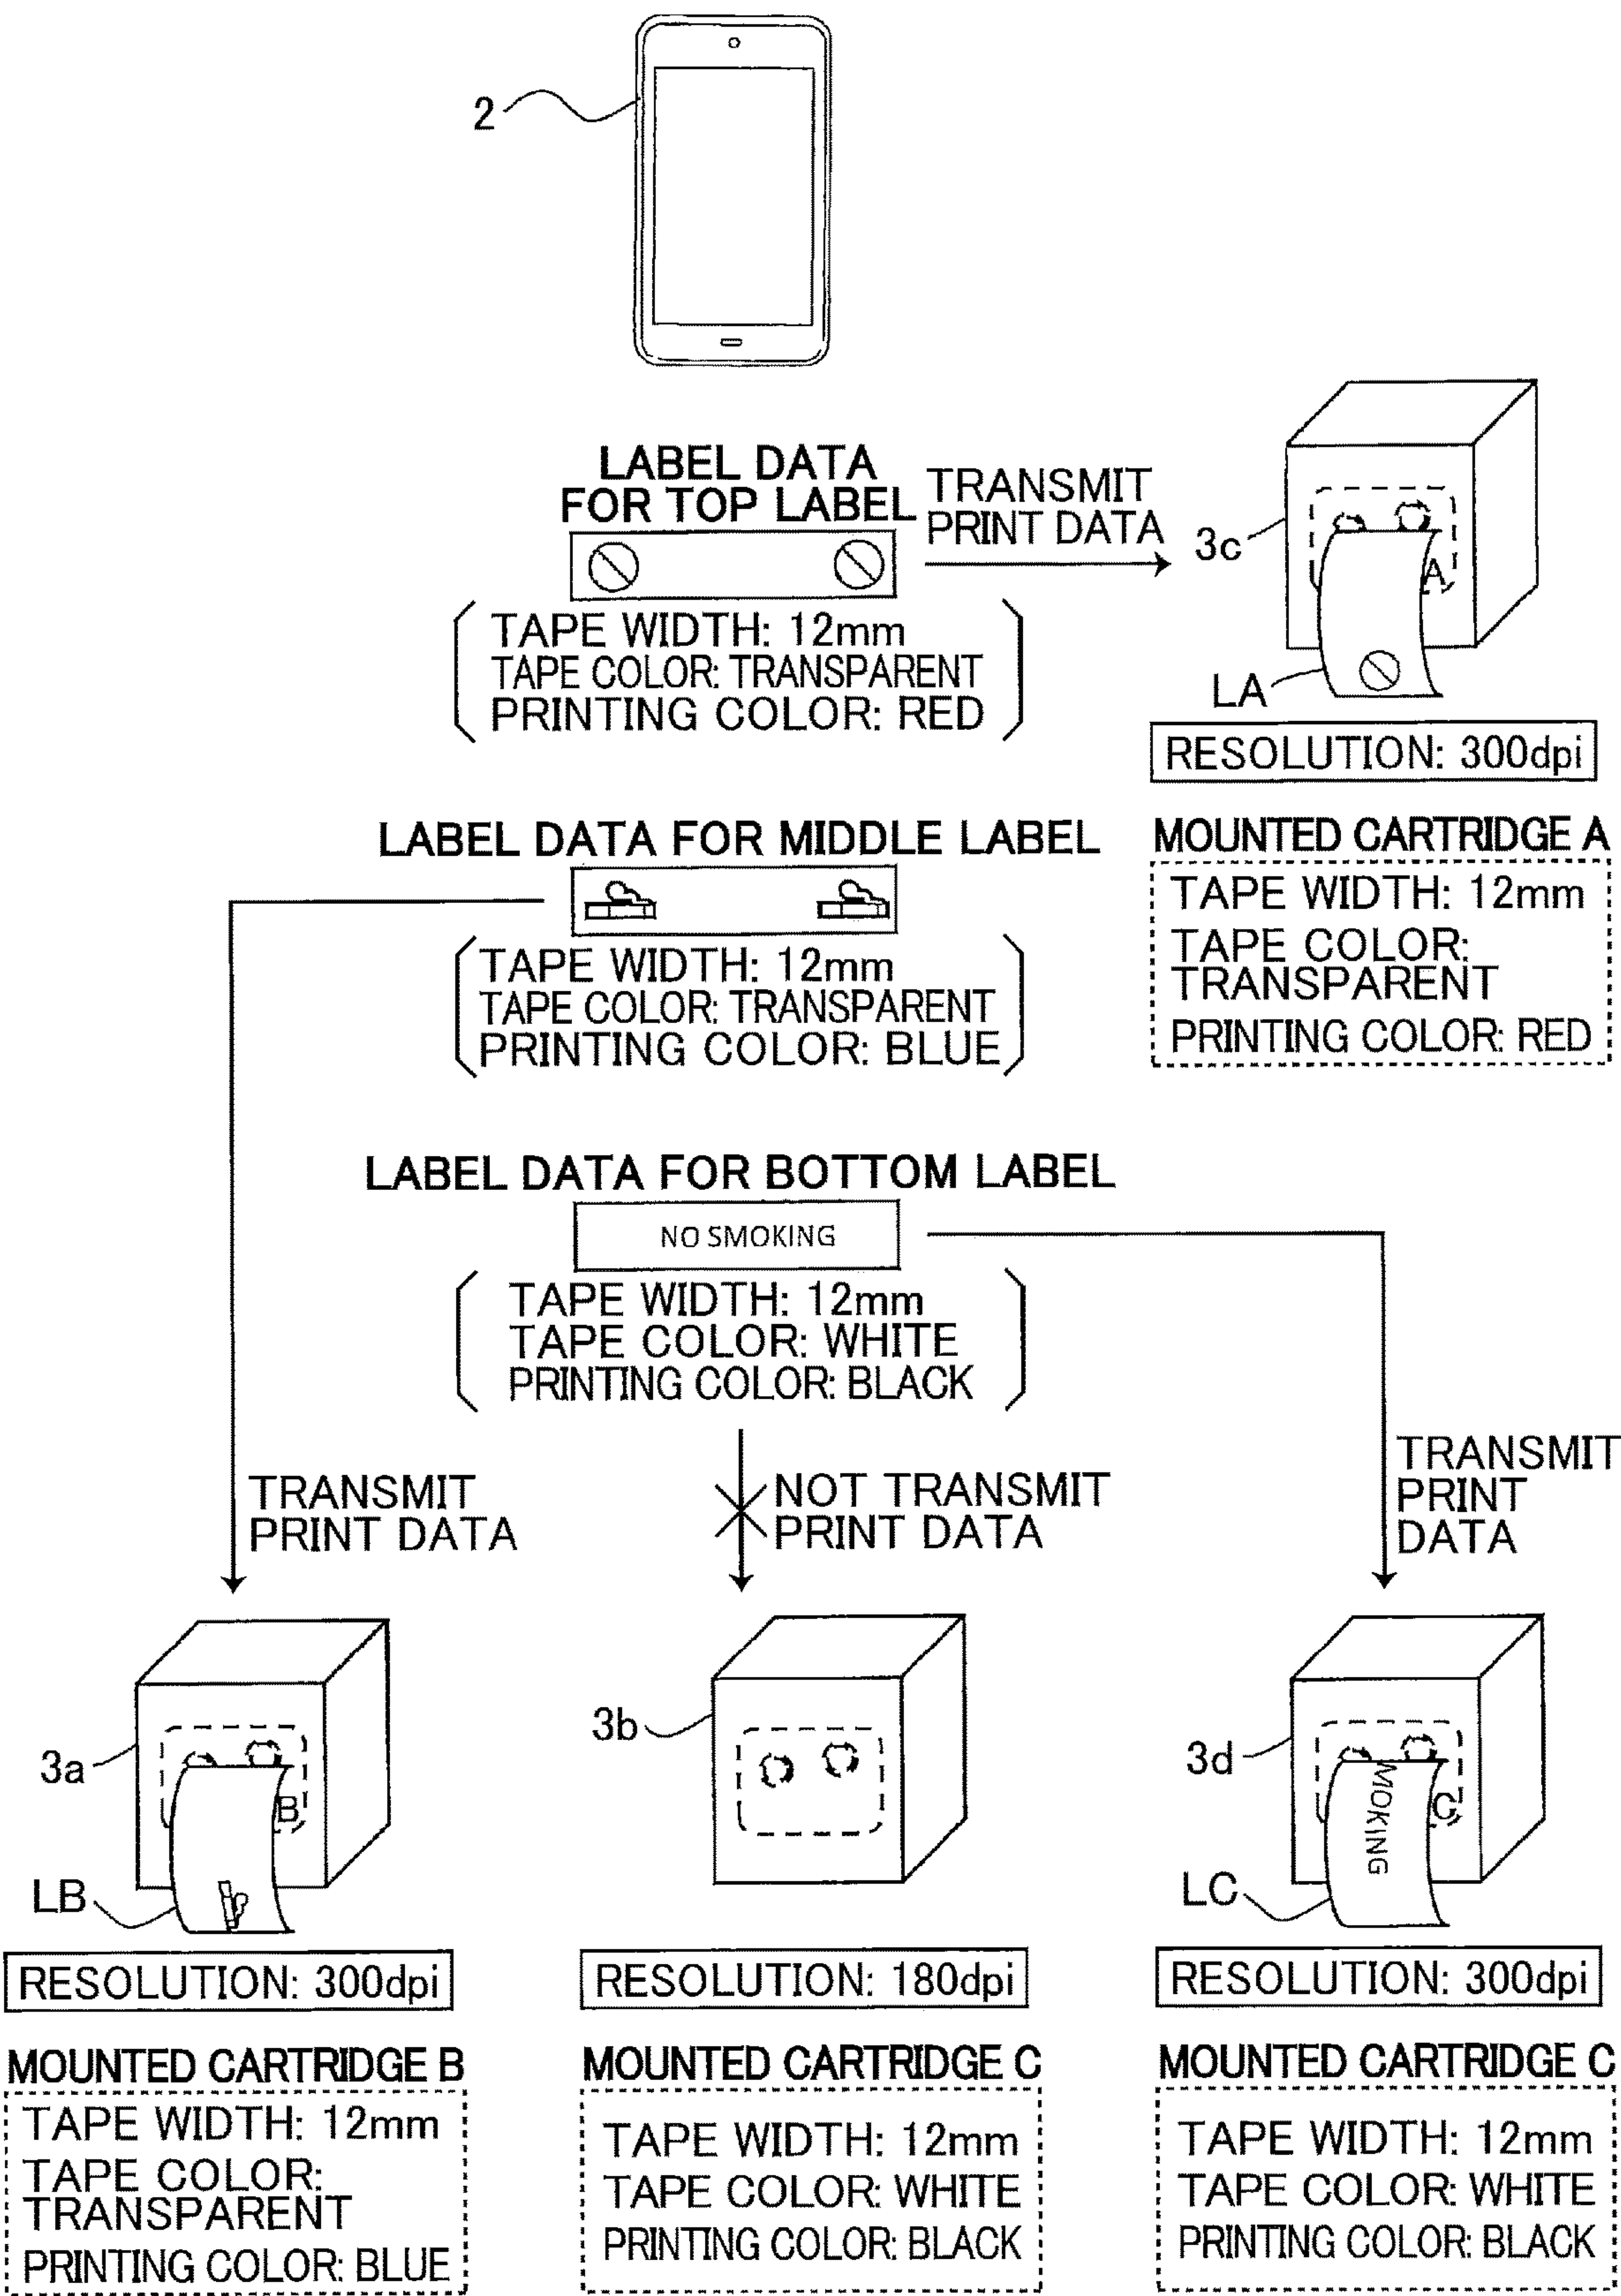 2
LABEL DATA
FOR TOP LABEL
TRANSMIT
PRINT DATA
3c
A
LA
TAPE WIDTH: 12mm
TAPE COLOR: TRANSPARENT
PRINTING COLOR: RED
RESOLUTION: 300dpi
MOUNTED CARTRIDGE A
TAPE WIDTH: 12mm
TAPE COLOR:
TRANSPARENT
PRINTING COLOR: RED
LABEL DATA FOR MIDDLE LABEL
TAPE WIDTH: 12mm
TAPE COLOR: TRANSPARENT
PRINTING COLOR: BLUE
LABEL DATA FOR BOTTOM LABEL
NO SMOKING
TAPE WIDTH: 12mm
TAPE COLOR: WHITE
PRINTING COLOR: BLACK
TRANSMIT
PRINT DATA
NOT TRANSMIT
PRINT DATA
TRANSMIT
PRINT
DATA
3a
B
LB
RESOLUTION: 300dpi
MOUNTED CARTRIDGE B
TAPE WIDTH: 12mm
TAPE COLOR:
TRANSPARENT
PRINTING COLOR: BLUE
3b
RESOLUTION: 180dpi
MOUNTED CARTRIDGE C
TAPE WIDTH: 12mm
TAPE COLOR: WHITE
PRINTING COLOR: BLACK
3d
C
MOKING
LC
RESOLUTION: 300dpi
MOUNTED CARTRIDGE C
TAPE WIDTH: 12mm
TAPE COLOR: WHITE
PRINTING COLOR: BLACK